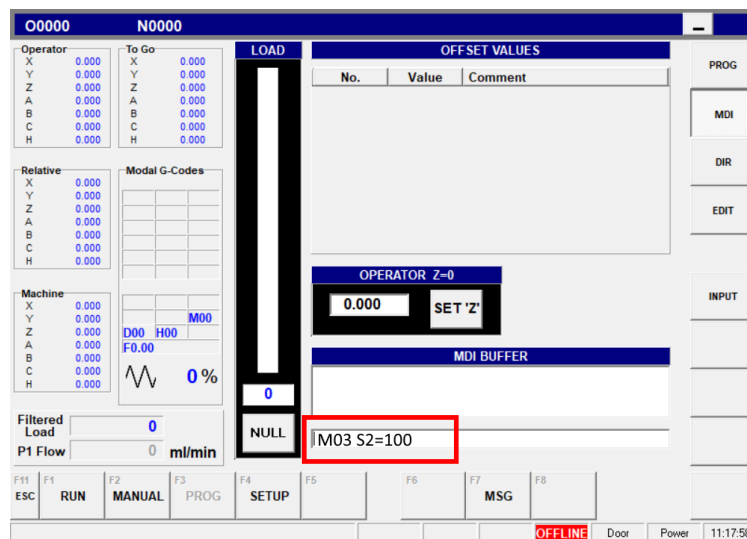 O0000 N0000
Operator
X 0.000
Y 0.000
Z 0.000
A 0.000
B 0.000
C 0.000
H 0.000
To Go
X 0.000
Y 0.000
Z 0.000
A 0.000
B 0.000
C 0.000
H 0.000
Relative
X 0.000
Y 0.000
Z 0.000
A 0.000
B 0.000
C 0.000
H 0.000
Modal G-Codes
M00
D00 H00
F0.00
0 %
Machine
X 0.000
Y 0.000
Z 0.000
A 0.000
B 0.000
C 0.000
H 0.000
Filtered
Load 0
P1 Flow 0 ml/min
LOAD
0
NULL
OFFSET VALUES
No. Value Comment
OPERATOR Z=0
0.000 SET 'Z'
MDI BUFFER
M03 S2=100
PROG
MDI
DIR
EDIT
INPUT
F11 ESC
F1 RUN
F2 MANUAL
F3 PROG
F4 SETUP
F5
F6
F7 MSG
F8
OFFLINE Door Power 11:17:58